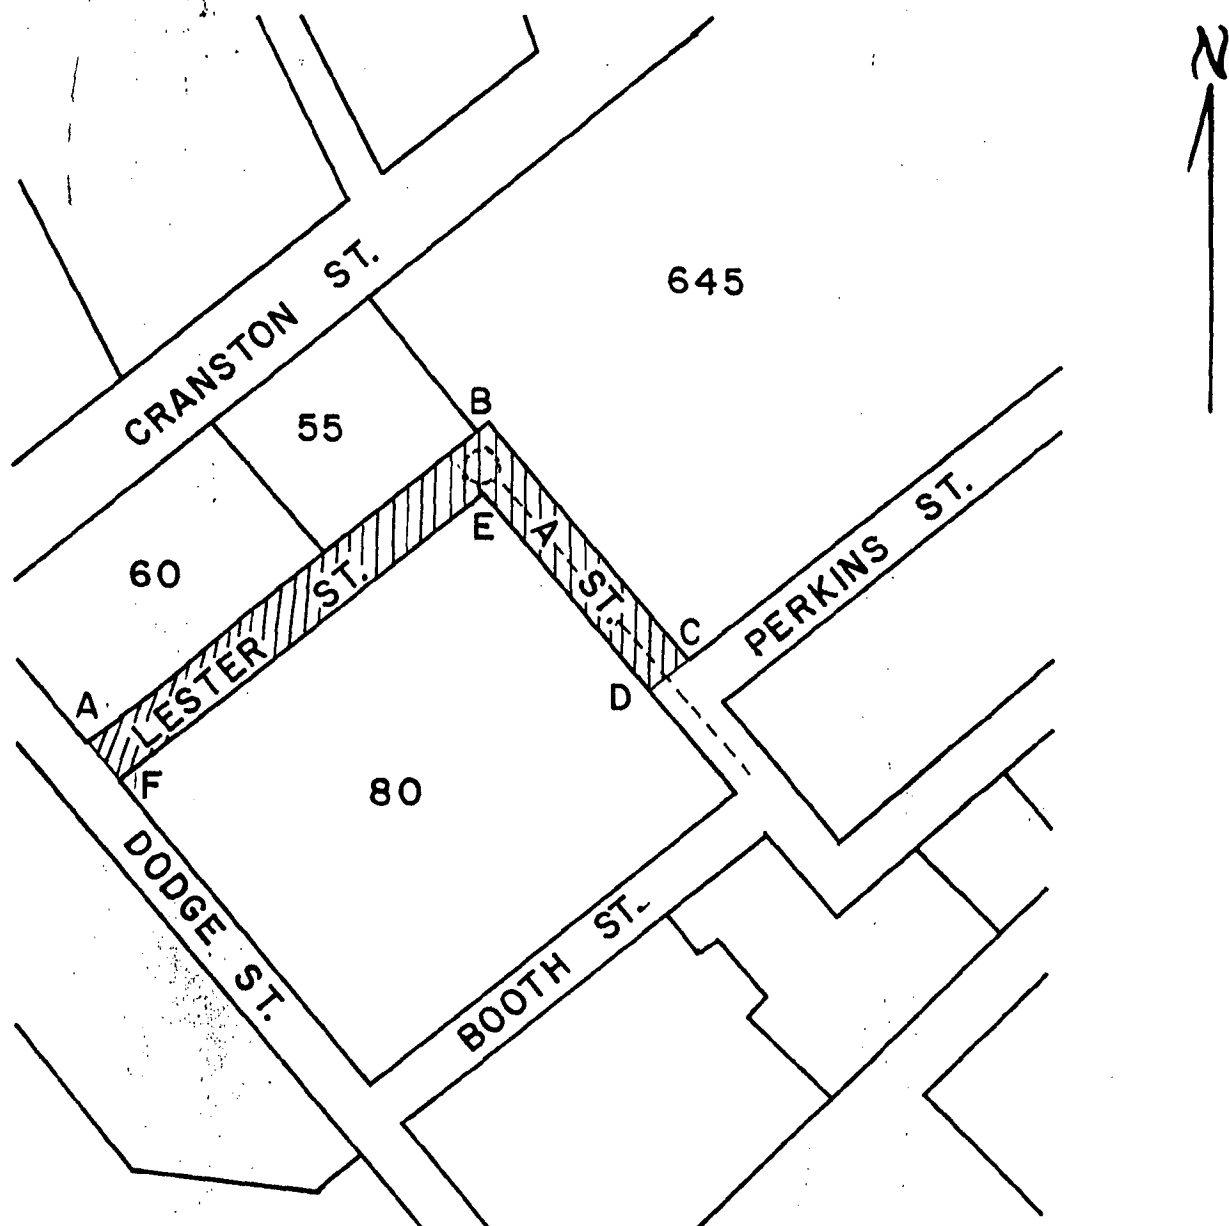 N
CRANSTON ST.
645
B
55
E
A ST.
60
LESTER ST.
C
PERKINS ST.
A
D
F
80
DODGE ST.
BOOTH ST.